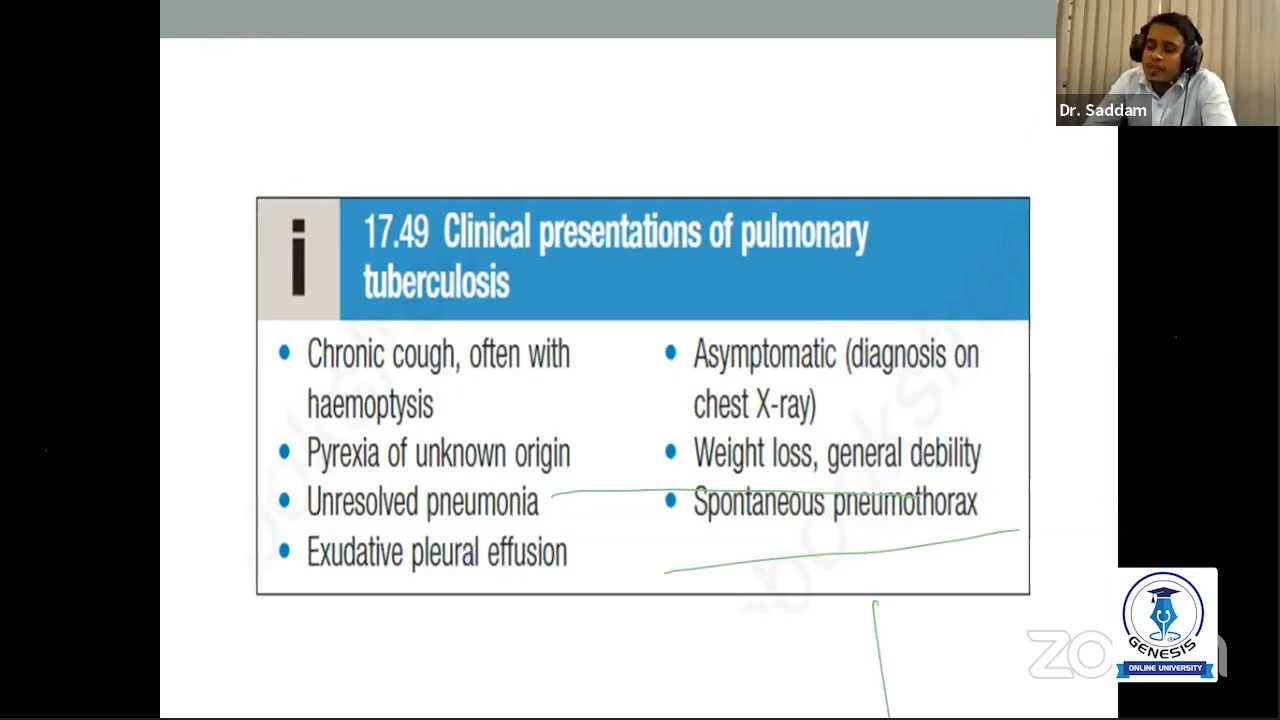 Dr. Saddam
i
17.49 Clinical presentations of pulmonary
tuberculosis
• Chronic cough, often with
haemoptysis
• Pyrexia of unknown origin
• Unresolved pneumonia
• Exudative pleural effusion
• Asymptomatic (diagnosis on
chest X-ray)
• Weight loss, general debility
• Spontaneous pneumothorax
GENESIS
ONLINE UNIVERSITY